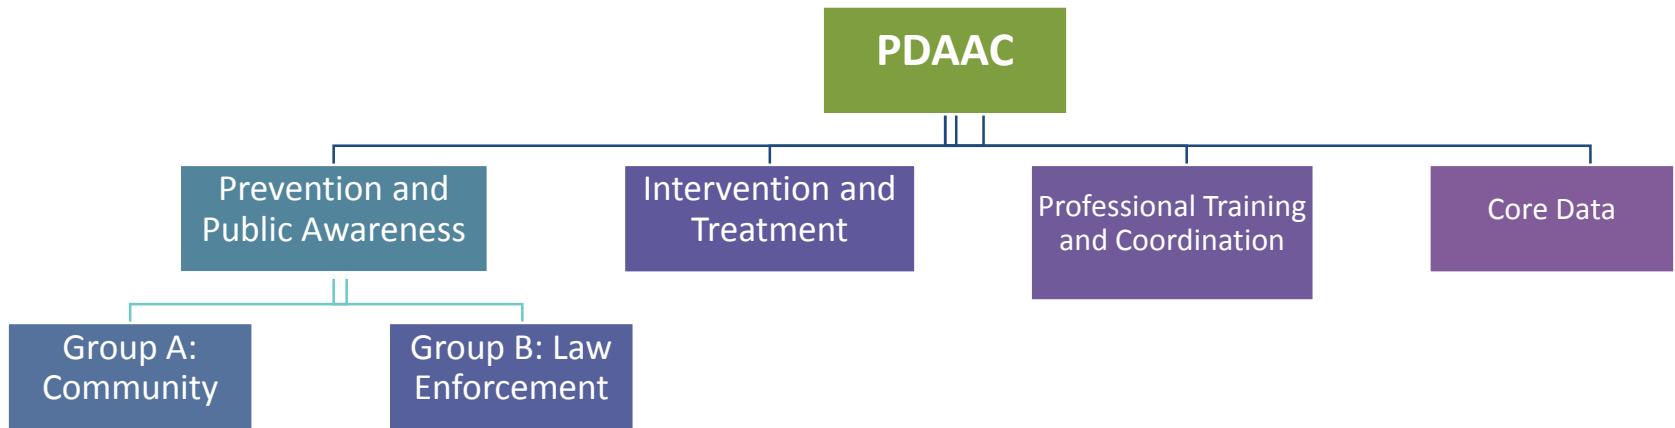 PDAAC
Prevention and
Public Awareness
Intervention and
Treatment
Professional Training
and Coordination
Core Data
Group A:
Community
Group B: Law
Enforcement